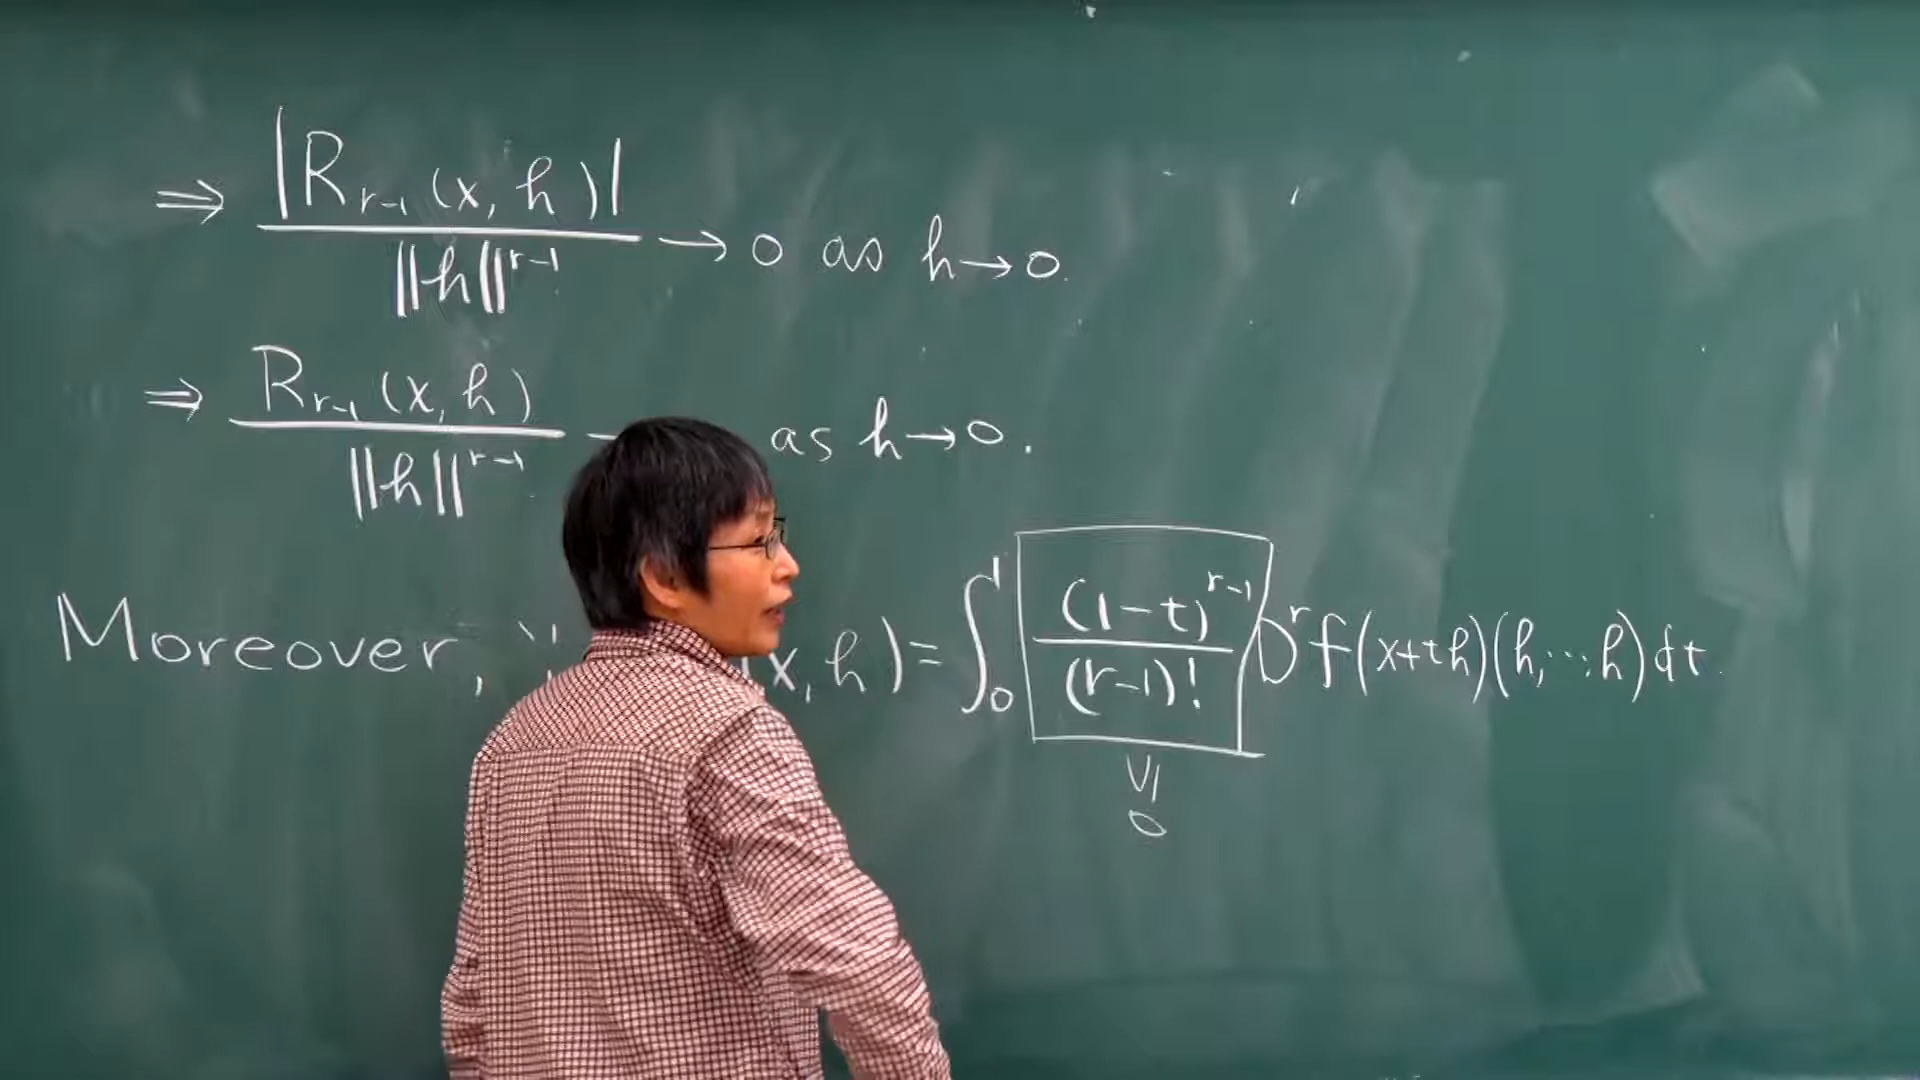 ⇒ |R_{r-1}(x, h)| / ||h||^{r-1} → 0 as h → 0.
⇒ R_{r-1}(x, h) / ||h||^{r-1} as h → 0.
Moreover, (x, h) = ∫_0^1 (1-t)^{r-1} / (r-1)! D^r f(x+th)(h, ..., h) dt.
≥
0